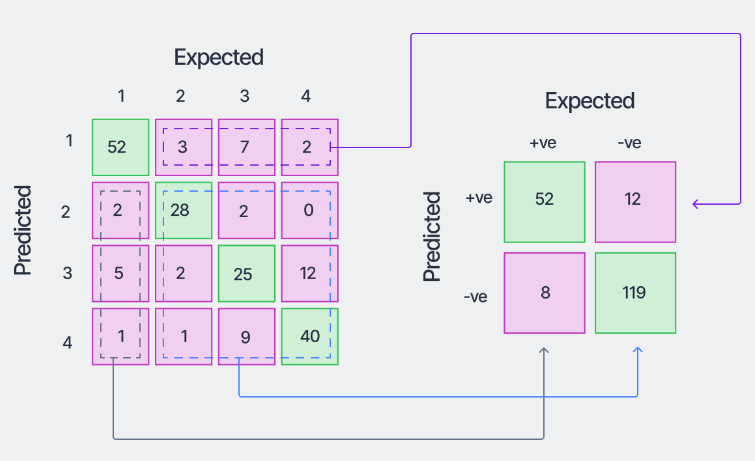 Expected
1 2 3 4
Predicted
1 52 3 7 2
2 2 28 2 0
3 5 2 25 12
4 1 1 9 40
Expected
+ve -ve
Predicted
+ve 52 12
-ve 8 119